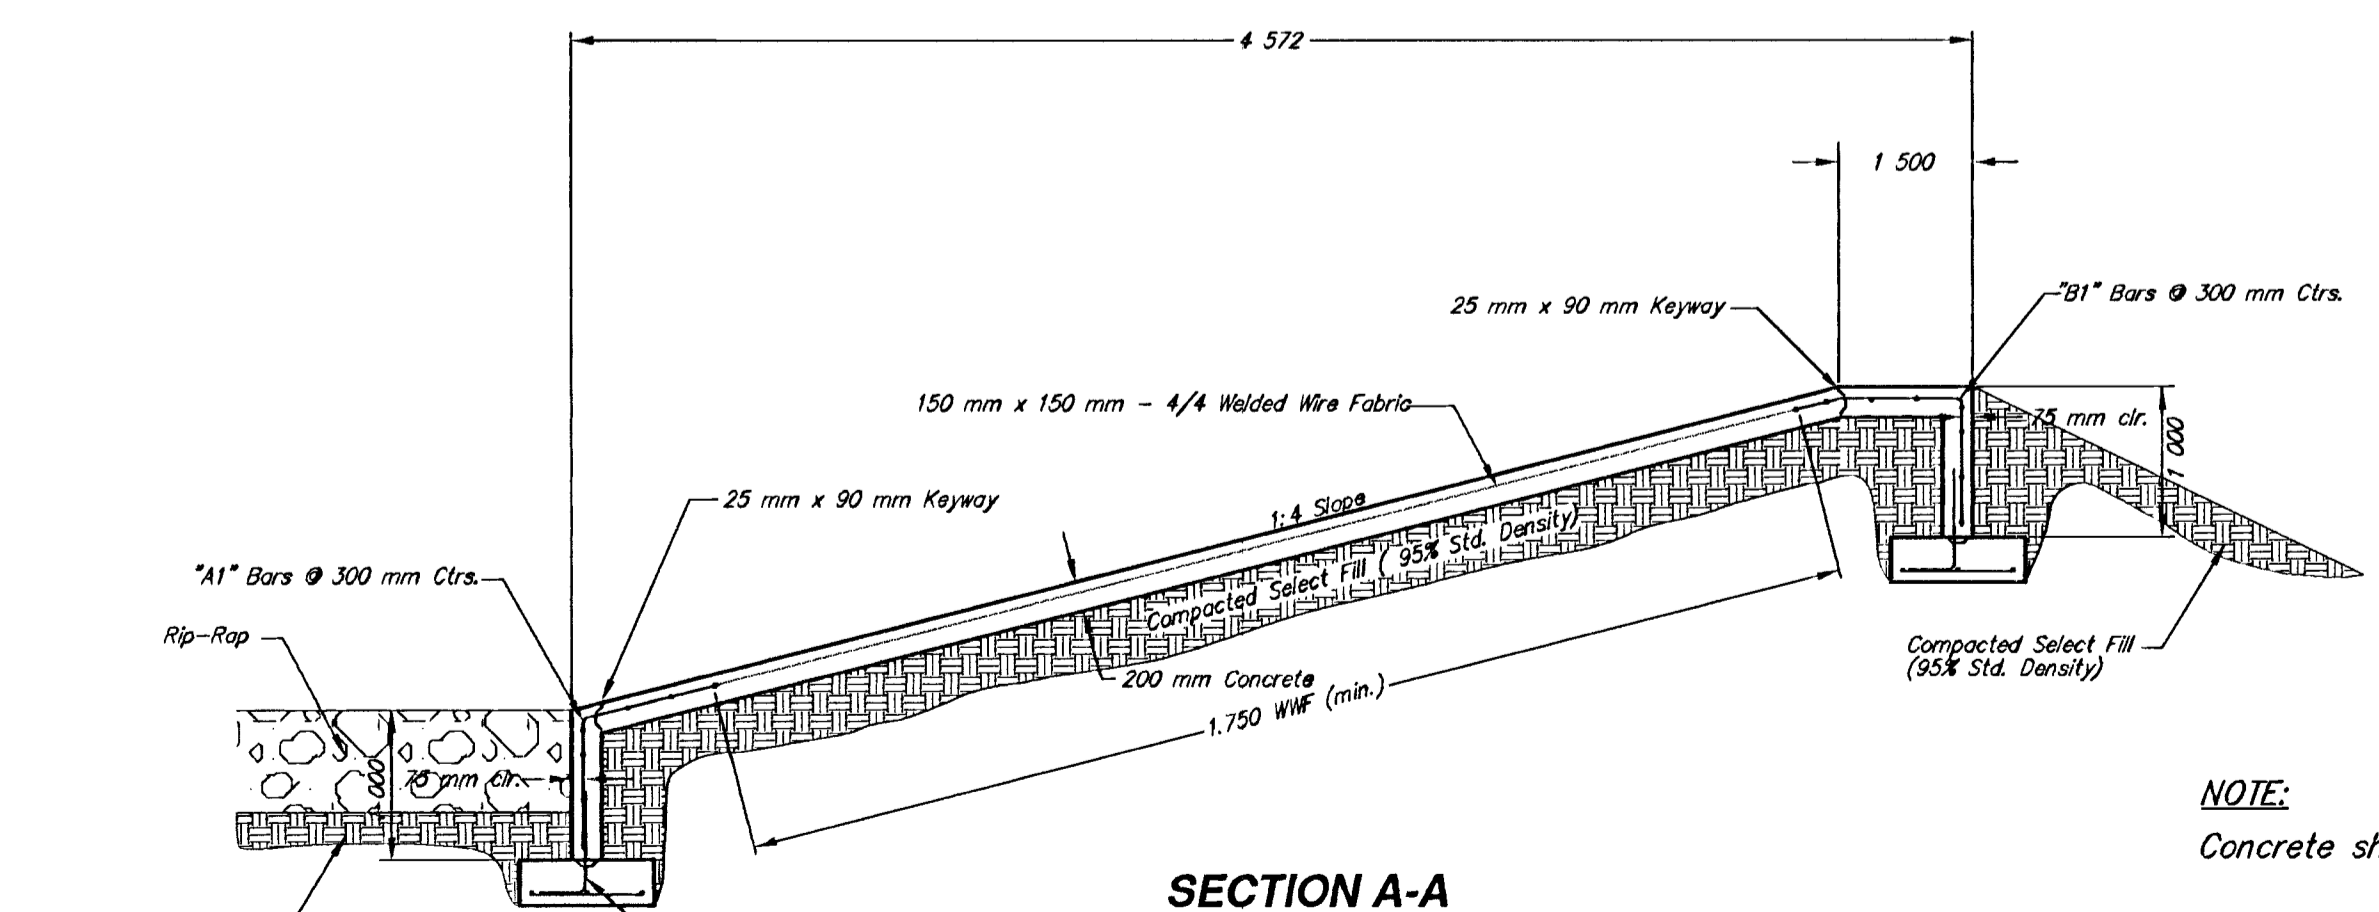 4 572
1 500
"B1" Bars @ 300 mm Ctrs.
25 mm x 90 mm Keyway
150 mm x 150 mm - 4/4 Welded Wire Fabric
75 mm clr.
1 000
25 mm x 90 mm Keyway
1:4 Slope
Compacted Select Fill ( 95% Std. Density)
"A1" Bars @ 300 mm Ctrs.
Rip-Rap
Compacted Select Fill
(95% Std. Density)
200 mm Concrete
1.750 WWF (min.)
75 mm clr.
000
NOTE:
Concrete
SECTION A-A